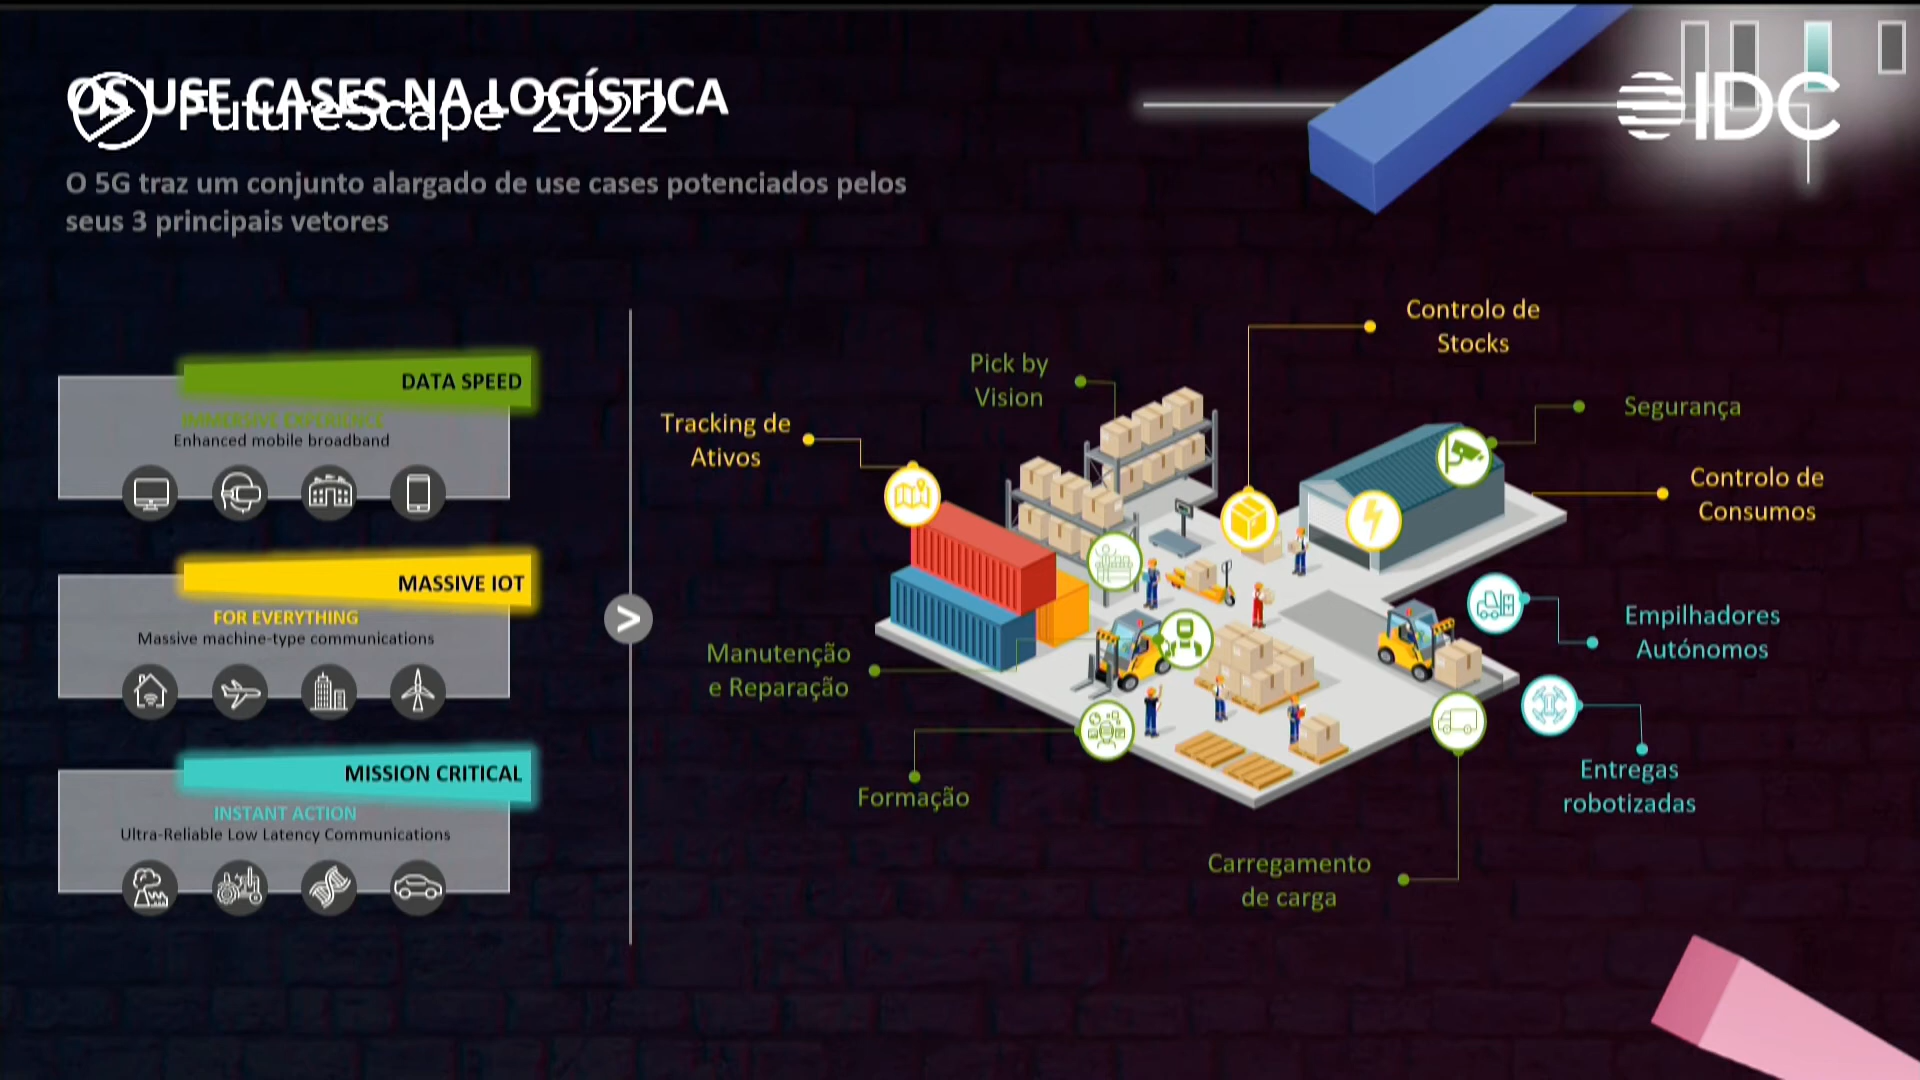 OS USE CASES NA LOGÍSTICA
FutureScape 2022
IDC
O 5G traz um conjunto alargado de use cases potenciados pelos
seus 3 principais vetores
DATA SPEED
IMMERSIVE EXPERIENCE
Enhanced mobile broadband
MASSIVE IOT
FOR EVERYTHING
Massive machine-type communications
MISSION CRITICAL
INSTANT ACTION
Ultra-Reliable Low Latency Communications
>
Controlo de
Stocks
Pick by
Vision
Segurança
Tracking de
Ativos
Controlo de
Consumos
Empilhadores
Autónomos
Manutenção
e Reparação
Entregas
robotizadas
Formação
Carregamento
de carga